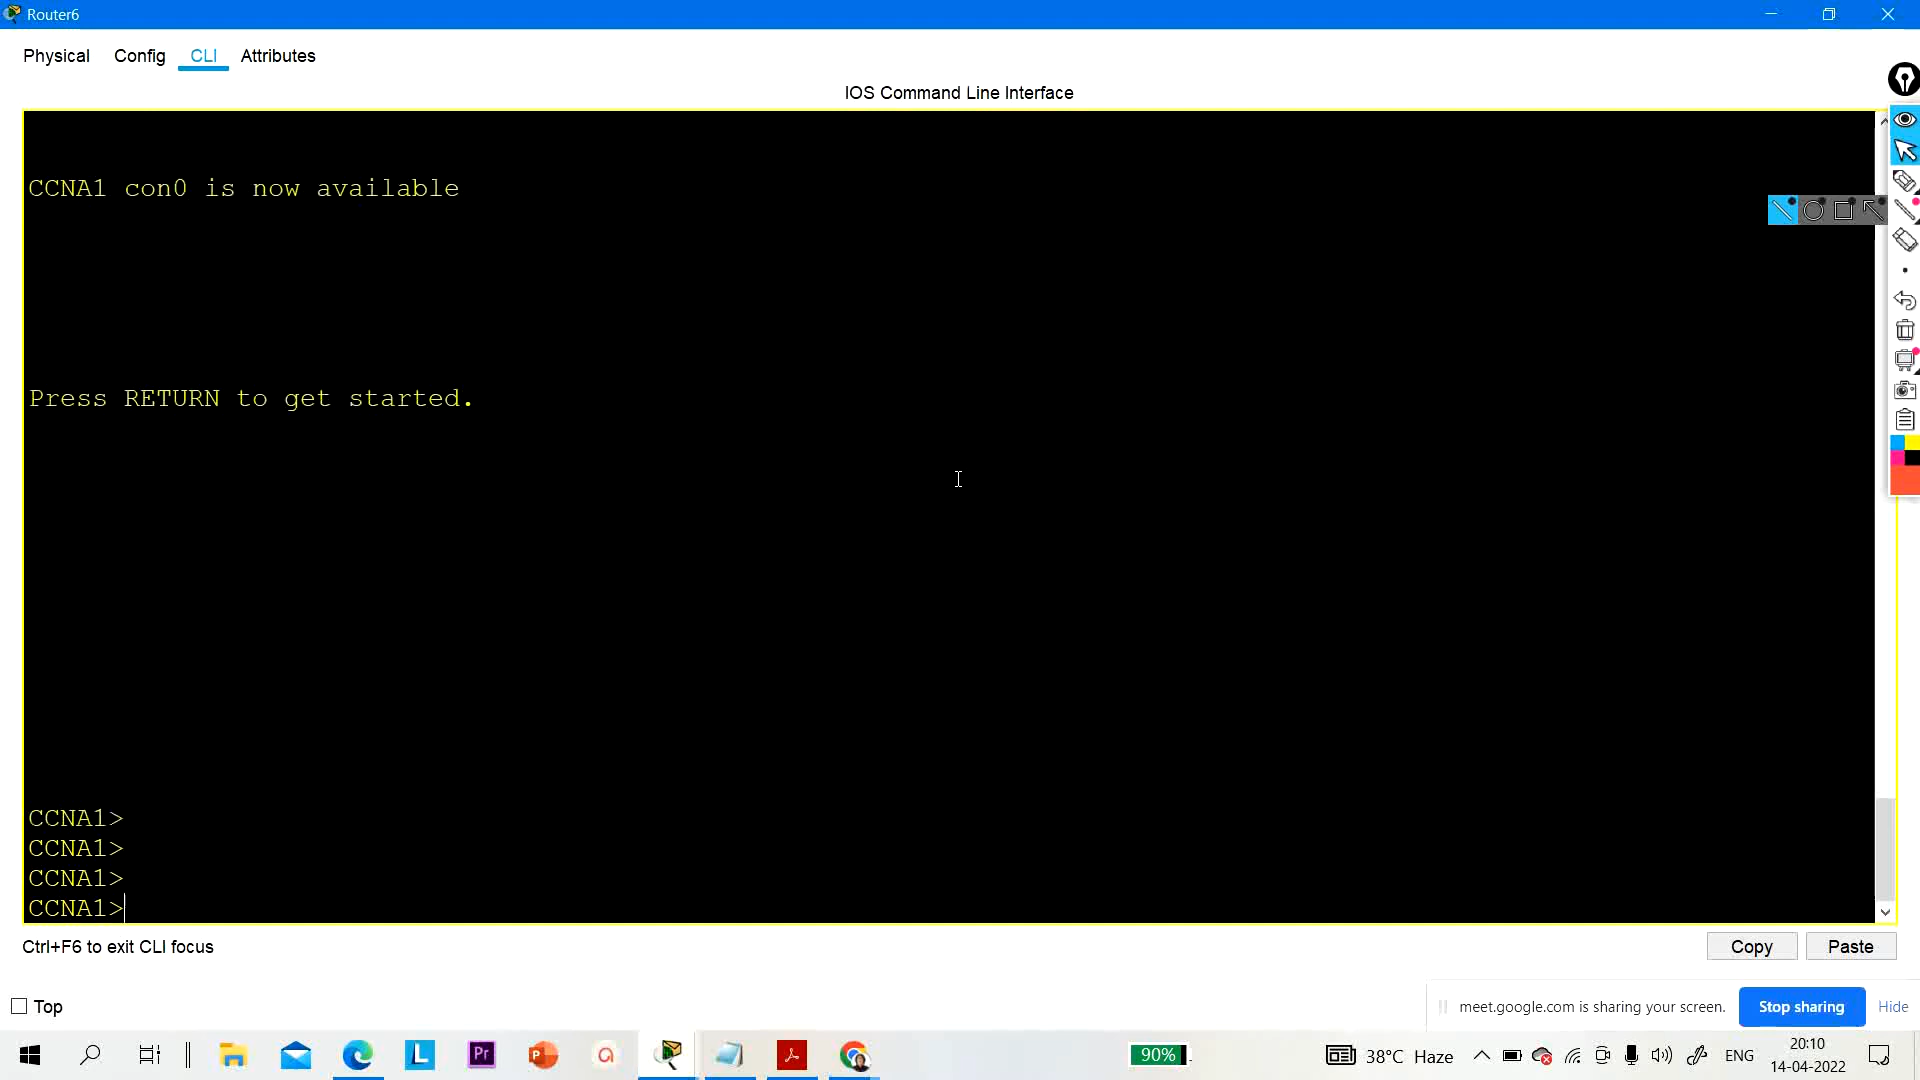 Router6
Physical Config CLI Attributes
IOS Command Line Interface
CCNA1 con0 is now available
Press RETURN to get started.
CCNA1>
CCNA1>
CCNA1>
CCNA1>
Ctrl+F6 to exit CLI focus
Copy Paste
Top
meet.google.com is sharing your screen. Stop sharing Hide
L Pr P a 90% 38°C Haze ENG 20:10
14-04-2022